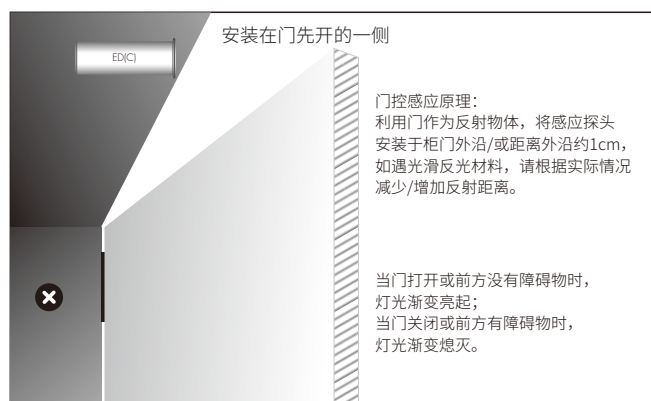 安装在门先开的一侧
ED(C)
门控感应原理：
利用门作为反射物体，将感应探头
安装于柜门外沿/或距离外沿约1cm，
如遇光滑反光材料，请根据实际情况
减少/增加反射距离。
当门打开或前方没有障碍物时，
灯光渐变亮起；
当门关闭或前方有障碍物时，
灯光渐变熄灭。